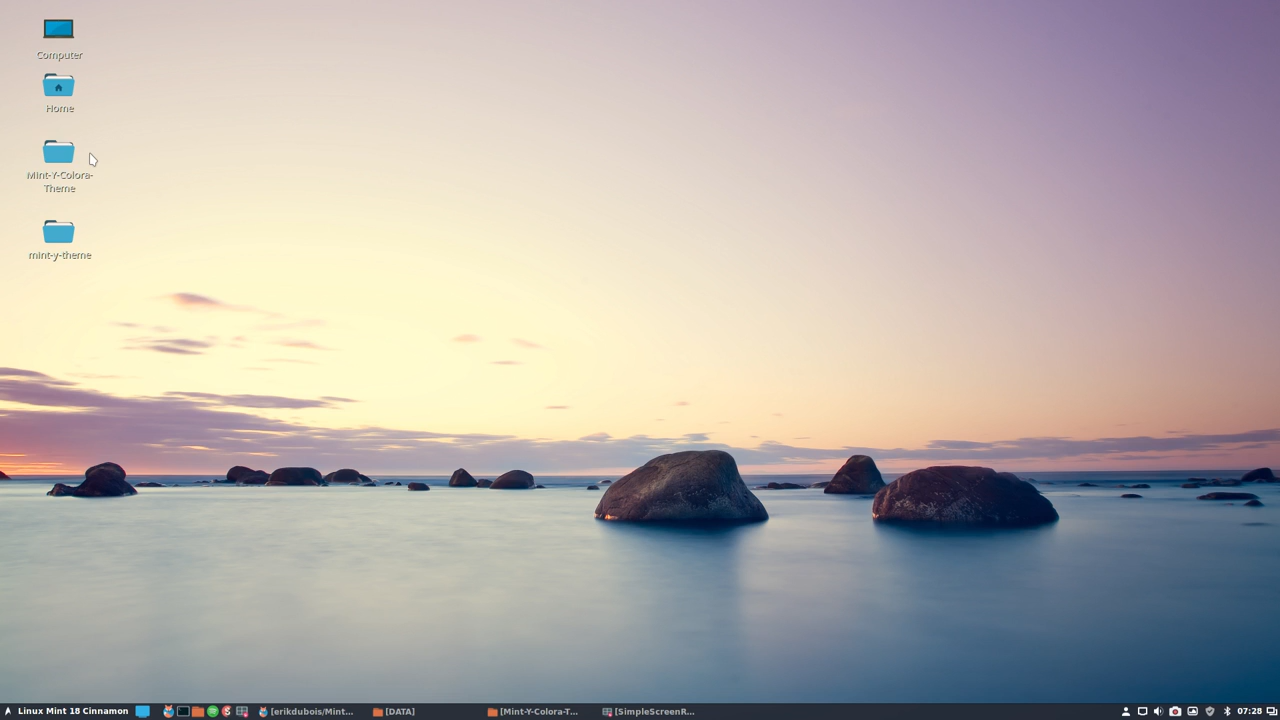 Computer
Home
Mint-Y-Colora-
Theme
mint-y-theme
Linux Mint 18 Cinnamon
[erikdubois/Mint...
[DATA]
[Mint-Y-Colora-T...
[SimpleScreenR...
07:28